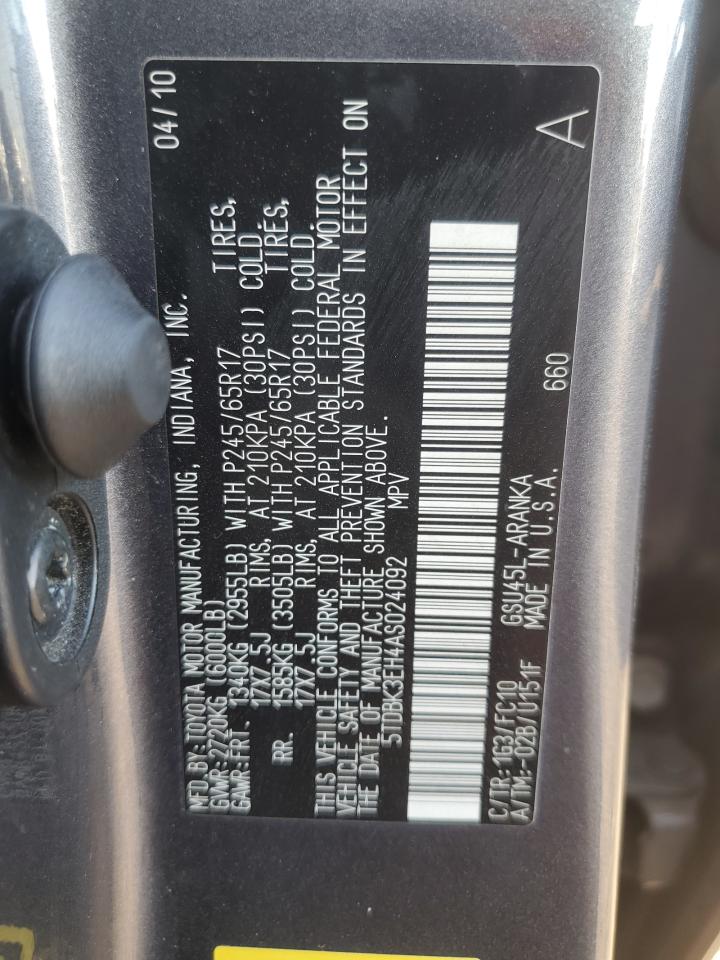 MFD BY: TOYOTA MOTOR MANUFACTURING, INDIANA, INC. 04/10
GVWR: 2720KG (6000LB)
GAWR: FRT. 1340KG (2955LB) WITH P245/65R17 TIRES,
17X7.5J RIMS, AT 210KPA (30PSI) COLD.
RR. 1585KG (3505LB) WITH P245/65R17 TIRES,
17X7.5J RIMS, AT 210KPA (30PSI) COLD.
THIS VEHICLE CONFORMS TO ALL APPLICABLE FEDERAL MOTOR
VEHICLE SAFETY AND THEFT PREVENTION STANDARDS IN EFFECT ON
THE DATE OF MANUFACTURE SHOWN ABOVE.
5TDBK3EH4AS024092 MPV
C/TR: 1G3/FC10 GSU45L-ARANKA
A/TM: -02B/U151F MADE IN U.S.A. 660 A